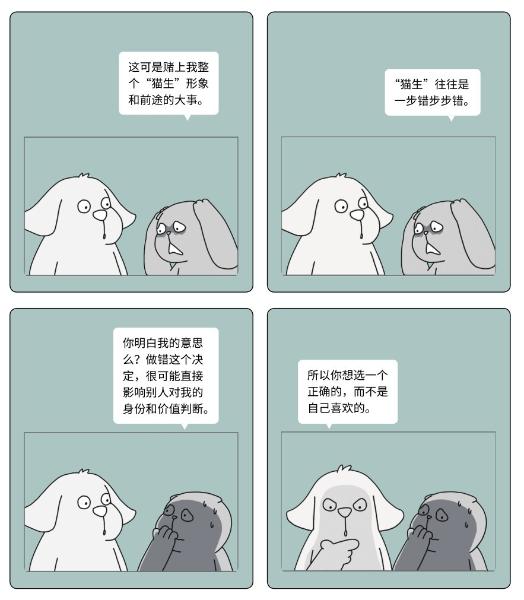 这可是赌上我整
个“猫生”形象
和前途的大事。
“猫生”往往是
一步错步步错。
你明白我的意思
么？做错这个决
定，很可能直接
影响别人对我的
身份和价值判断。
所以你想选一个
正确的，而不是
自己喜欢的。